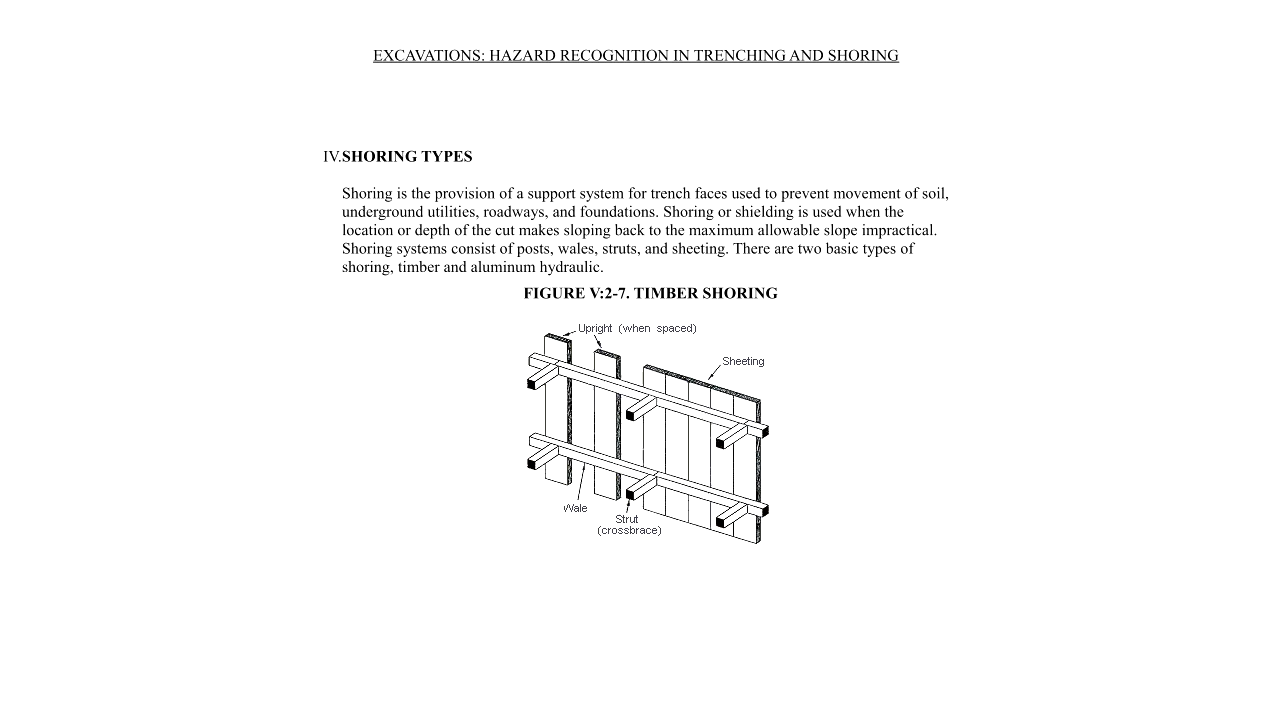 EXCAVATIONS: HAZARD RECOGNITION IN TRENCHING AND SHORING
IV.SHORING TYPES
Shoring is the provision of a support system for trench faces used to prevent movement of soil,
underground utilities, roadways, and foundations. Shoring or shielding is used when the
location or depth of the cut makes sloping back to the maximum allowable slope impractical.
Shoring systems consist of posts, wales, struts, and sheeting. There are two basic types of
shoring, timber and aluminum hydraulic.
FIGURE V:2-7. TIMBER SHORING
Upright (when spaced)
Sheeting
Wale
Strut
(crossbrace)